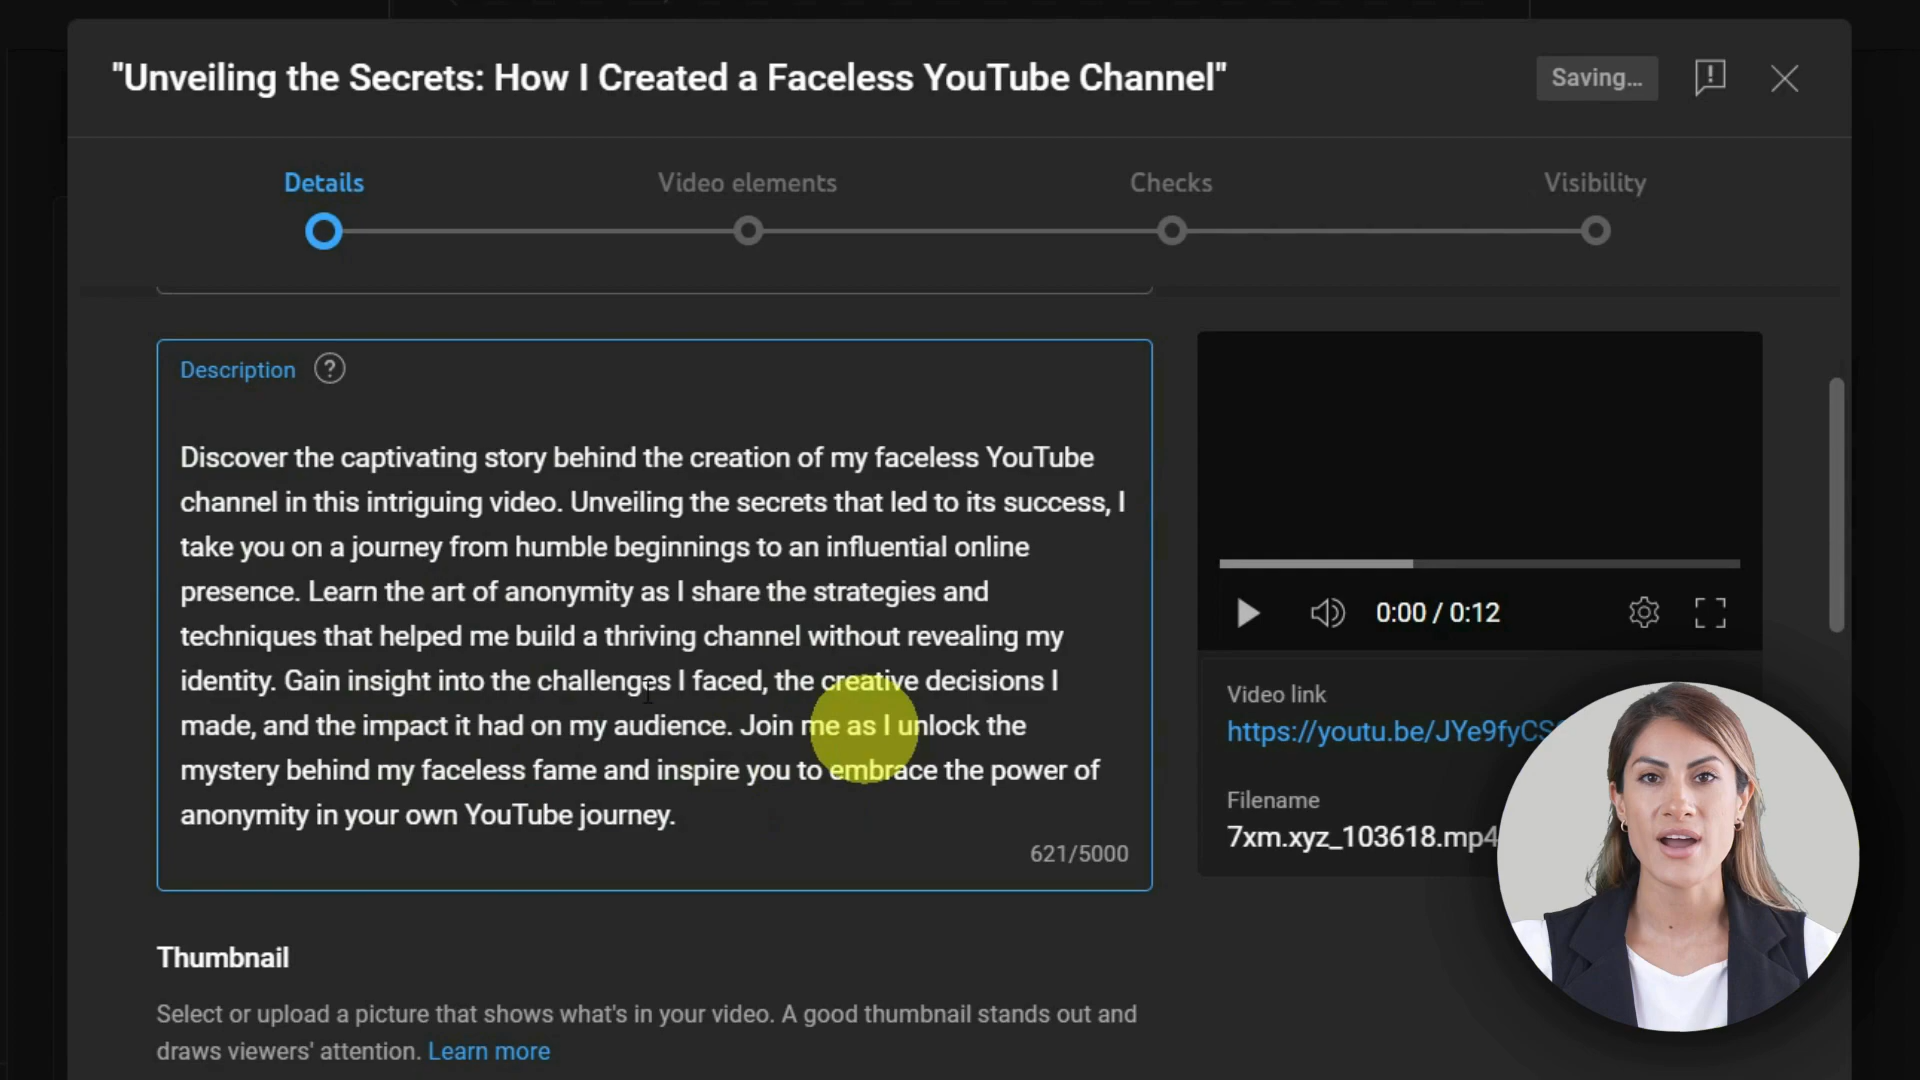 "Unveiling the Secrets: How I Created a Faceless YouTube Channel"
Saving...
Details
Video elements
Checks
Visibility
Description
Discover the captivating story behind the creation of my faceless YouTube
channel in this intriguing video. Unveiling the secrets that led to its success, I
take you on a journey from humble beginnings to an influential online
presence. Learn the art of anonymity as I share the strategies and
techniques that helped me build a thriving channel without revealing my
identity. Gain insight into the challenges I faced, the creative decisions I
made, and the impact it had on my audience. Join me as I unlock the
mystery behind my faceless fame and inspire you to embrace the power of
anonymity in your own YouTube journey.
621/5000
0:00 / 0:12
Video link
https://youtu.be/JYe9fyCS
Filename
7xm.xyz_103618.mp4
Thumbnail
Select or upload a picture that shows what's in your video. A good thumbnail stands out and
draws viewers' attention. Learn more